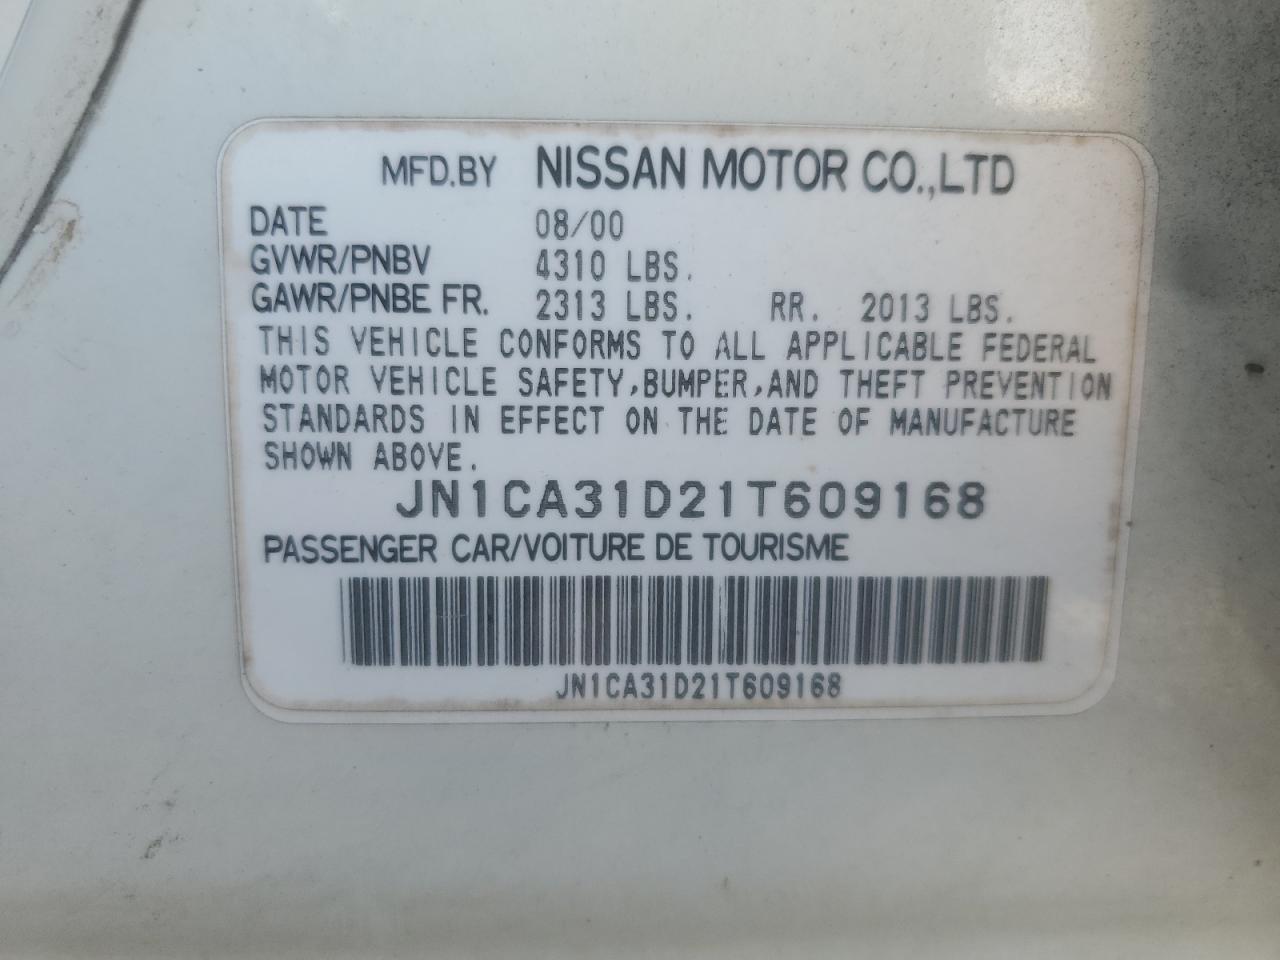 MFD.BY NISSAN MOTOR CO.,LTD
DATE 08/00
GVWR/PNBV 4310 LBS.
GAWR/PNBE FR. 2313 LBS. RR. 2013 LBS.
THIS VEHICLE CONFORMS TO ALL APPLICABLE FEDERAL
MOTOR VEHICLE SAFETY,BUMPER,AND THEFT PREVENTION
STANDARDS IN EFFECT ON THE DATE OF MANUFACTURE
SHOWN ABOVE.
JN1CA31D21T609168
PASSENGER CAR/VOITURE DE TOURISME
JN1CA31D21T609168